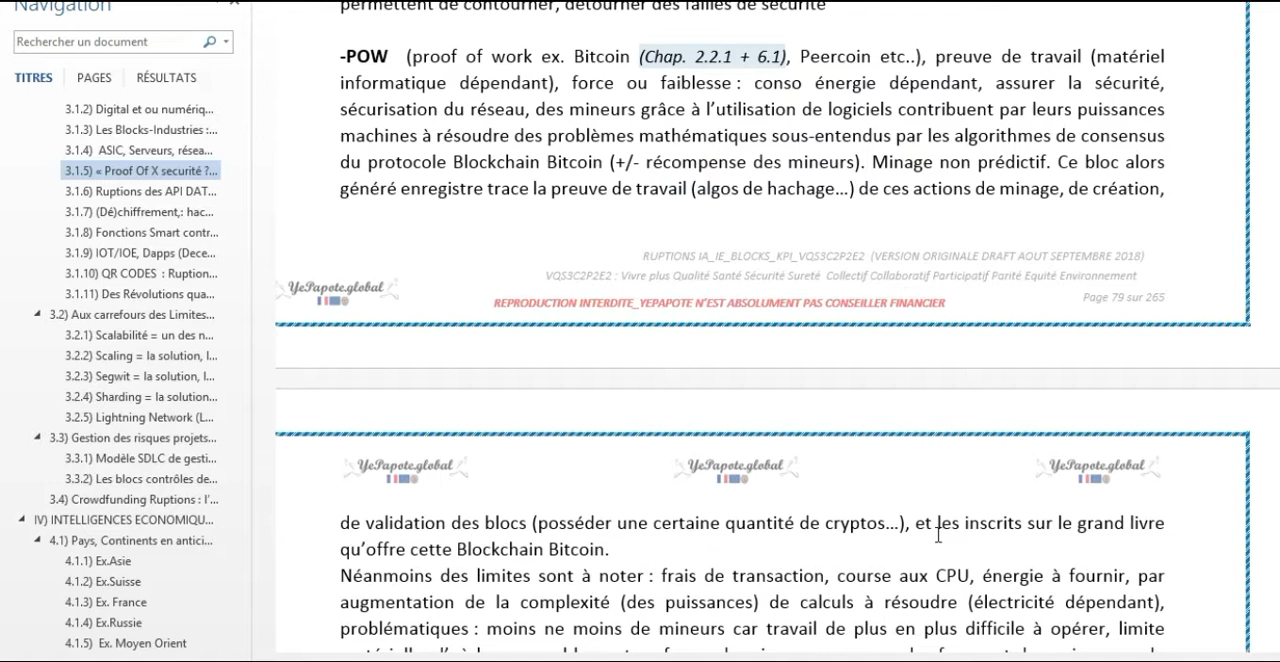 Navigation
Rechercher un document
TITRES PAGES RÉSULTATS
3.1.2) Digital et ou numériq...
3.1.3) Les Blocks-Industries :...
3.1.4) ASIC, Serveurs, résea...
3.1.5) « Proof Of X securité ?...
3.1.6) Ruptions des API DAT...
3.1.7) (Dé)chiffrement,: hac...
3.1.8) Fonctions Smart contr...
3.1.9) IOT/IOE, Dapps (Dece...
3.1.10) QR CODES : Ruption...
3.1.11) Des Révolutions qua...
3.2) Aux carrefours des Limites...
3.2.1) Scalabilité = un des n...
3.2.2) Scaling = la solution, l...
3.2.3) Segwit = la solution, l...
3.2.4) Sharding = la solution...
3.2.5) Lightning Network (L...
3.3) Gestion des risques projets...
3.3.1) Modèle SDLC de gesti...
3.3.2) Les blocs contrôles de...
3.4) Crowdfunding Ruptions : l'...
IV) INTELLIGENCES ECONOMIQU...
4.1) Pays, Continents en antici...
4.1.1) Ex.Asie
4.1.2) Ex.Suisse
4.1.3) Ex. France
4.1.4) Ex.Russie
4.1.5) Ex. Moyen Orient
permettent de contourner, détourner des failles de sécurité
-POW (proof of work ex. Bitcoin (Chap. 2.2.1 + 6.1), Peercoin etc..), preuve de travail (matériel
informatique dépendant), force ou faiblesse : conso énergie dépendant, assurer la sécurité,
sécurisation du réseau, des mineurs grâce à l'utilisation de logiciels contribuent par leurs puissances
machines à résoudre des problèmes mathématiques sous-entendus par les algorithmes de consensus
du protocole Blockchain Bitcoin (+/- récompense des mineurs). Minage non prédictif. Ce bloc alors
généré enregistre trace la preuve de travail (algos de hachage...) de ces actions de minage, de création,
RUPTIONS IA_IE_BLOCKS_KPI_VQS3C2P2E2 (VERSION ORIGINALE DRAFT AOUT SEPTEMBRE 2018)
VQS3C2P2E2 : Vivre plus Qualité Santé Sécurité Sureté Collectif Collaboratif Participatif Parité Equité Environnement
YePapote.global
REPRODUCTION INTERDITE_YEPAPOTE N'EST ABSOLUMENT PAS CONSEILLER FINANCIER
Page 79 sur 265
YePapote.global YePapote.global YePapote.global
de validation des blocs (posséder une certaine quantité de cryptos...), et les inscrits sur le grand livre
qu'offre cette Blockchain Bitcoin.
Néanmoins des limites sont à noter : frais de transaction, course aux CPU, énergie à fournir, par
augmentation de la complexité (des puissances) de calculs à résoudre (électricité dépendant),
problématiques : moins ne moins de mineurs car travail de plus en plus difficile à opérer, limite